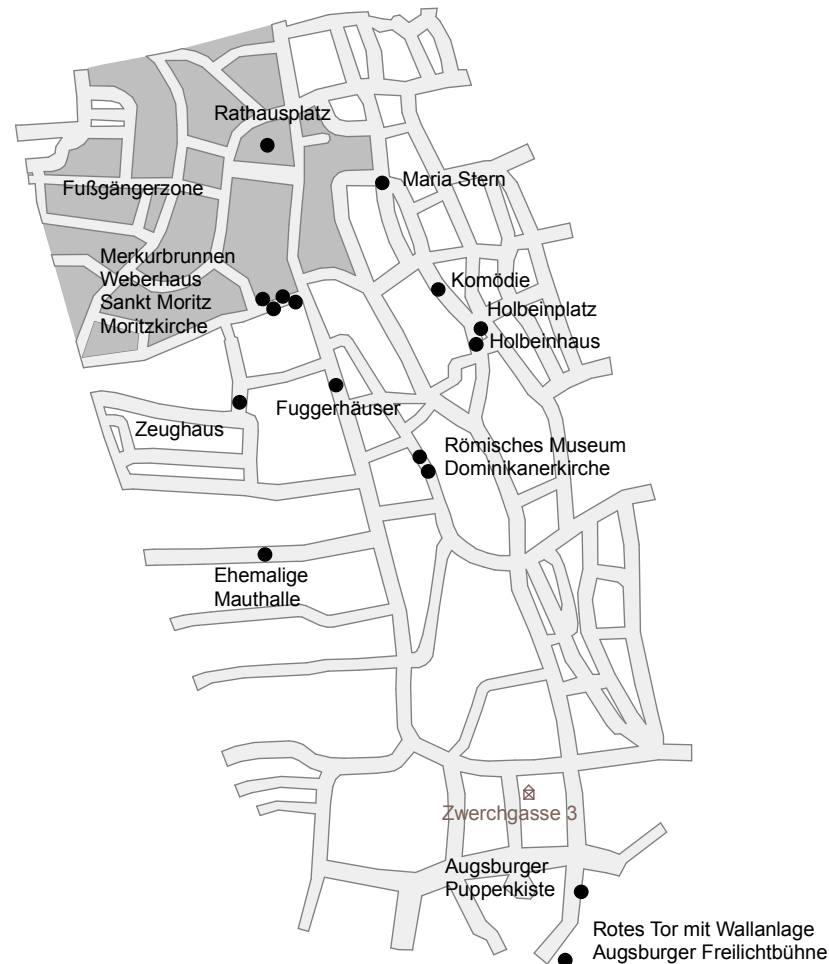 Rathausplatz
Maria Stern
Fußgängerzone
Merkurbrunnen
Weberhaus
Sankt Moritz
Moritzkirche
Komödie
Holbeinplatz
Holbeinhaus
Fuggerhäuser
Zeughaus
Römisches Museum
Dominikanerkirche
Ehemalige
Mauthalle
Zwerchgasse 3
Augsburger
Puppenkiste
Rotes Tor mit Wallanlage
Augsburger Freilichtbühne